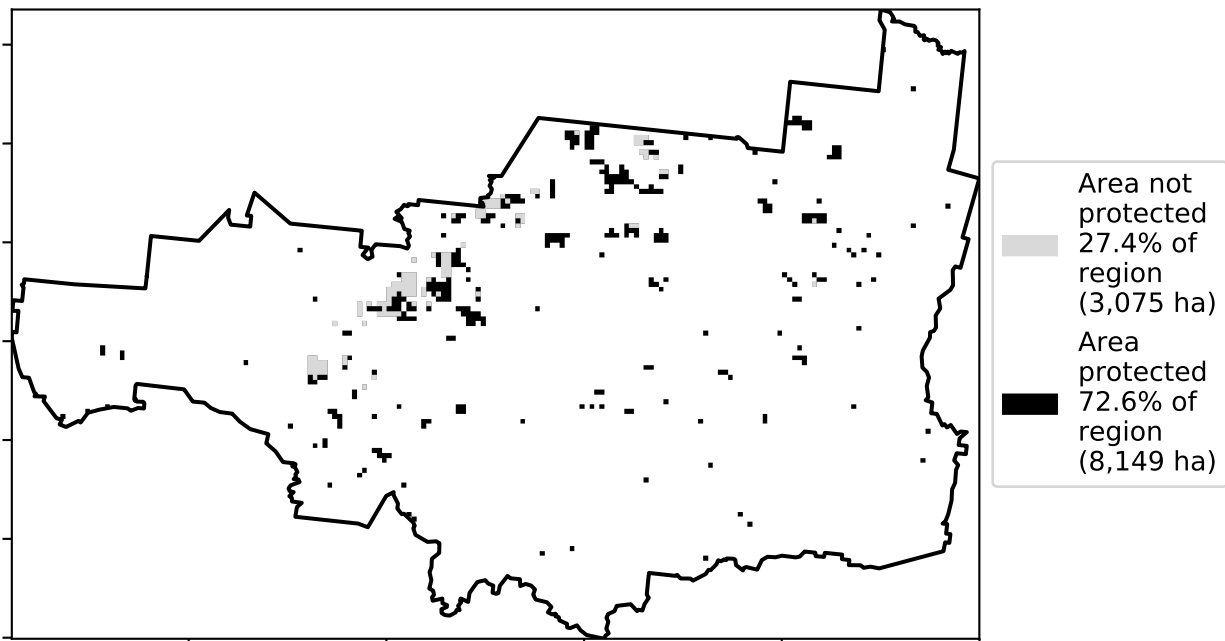 Area not
protected
27.4% of
region
(3,075 ha)
Area
protected
72.6% of
region
(8,149 ha)